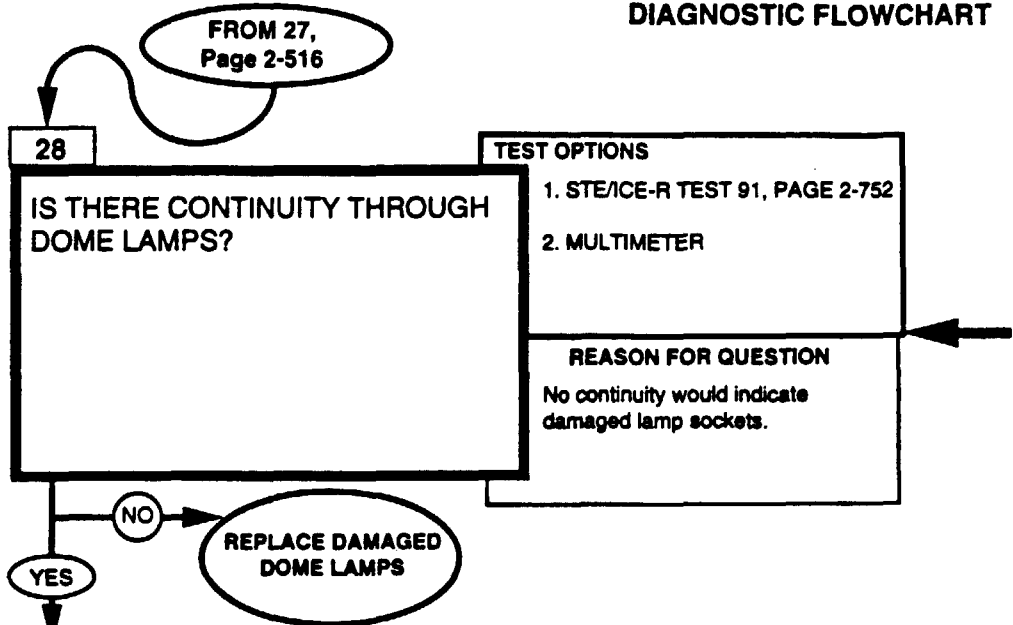 DIAGNOSTIC FLOWCHART
FROM 27,
Page 2-516
28
IS THERE CONTINUITY THROUGH
DOME LAMPS?
TEST OPTIONS
1. STE/ICE-R TEST 91, PAGE 2-752
2. MULTIMETER
REASON FOR QUESTION
No continuity would indicate
damaged lamp sockets.
NO
REPLACE DAMAGED
DOME LAMPS
YES